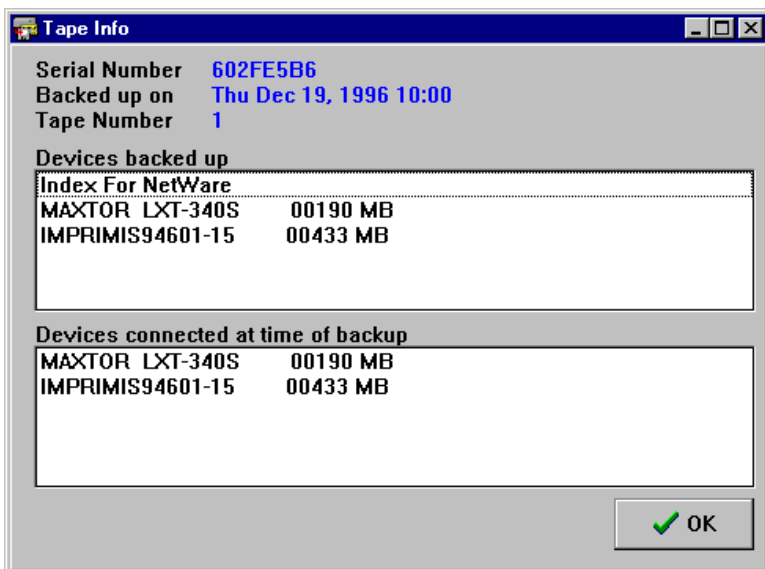 Tape Info
Serial Number 602FE5B6
Backed up on Thu Dec 19, 1996 10:00
Tape Number 1
Devices backed up
Index For NetWare
MAXTOR LXT-340S 00190 MB
IMPRIMIS94601-15 00433 MB
Devices connected at time of backup
MAXTOR LXT-340S 00190 MB
IMPRIMIS94601-15 00433 MB
OK